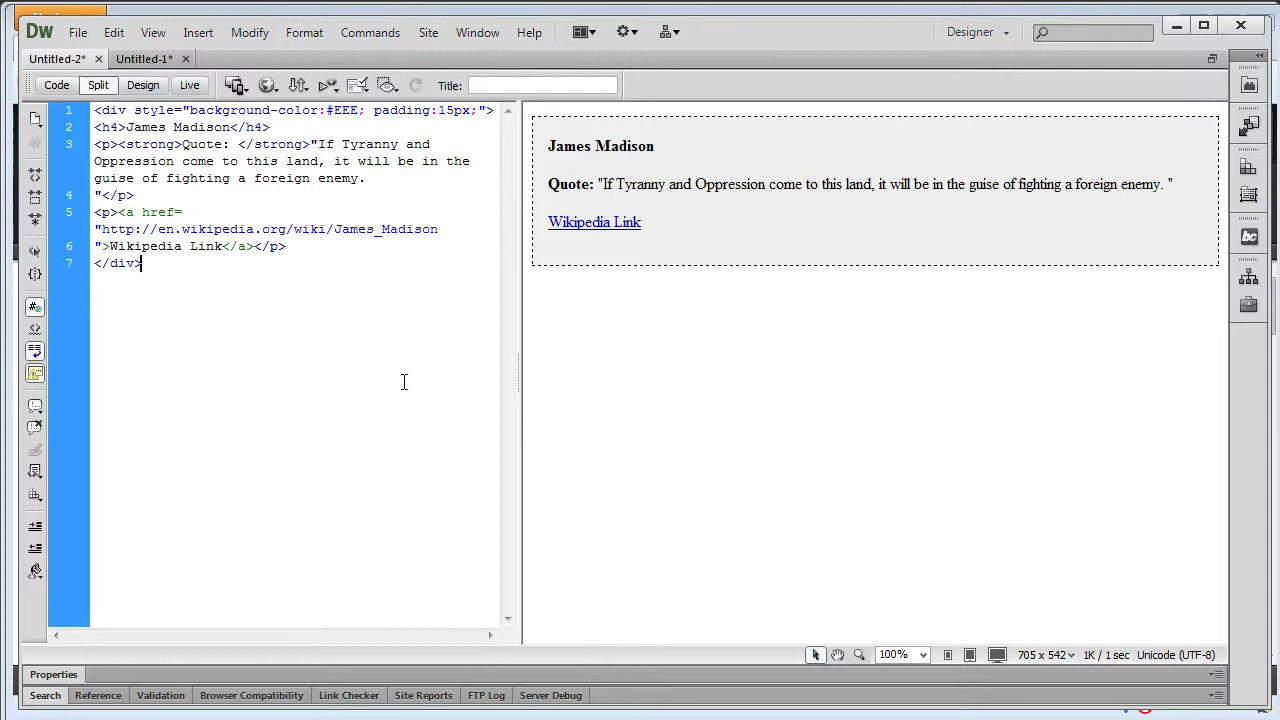 Dw File Edit View Insert Modify Format Commands Site Window Help Designer
Untitled-2* × Untitled-1* ×
Code Split Design Live Title:
1 <div style="background-color:#EEE; padding:15px;">
2 <h4>James Madison</h4>
3 <p><strong>Quote: </strong>"If Tyranny and
Oppression come to this land, it will be in the
guise of fighting a foreign enemy.
4 "</p>
5 <p><a href=
"http://en.wikipedia.org/wiki/James_Madison
6 ">Wikipedia Link</a></p>
7 </div>
James Madison
Quote: "If Tyranny and Oppression come to this land, it will be in the guise of fighting a foreign enemy. "
Wikipedia Link
bc
100% 705 x 542 1K / 1 sec Unicode (UTF-8)
Properties
Search Reference Validation Browser Compatibility Link Checker Site Reports FTP Log Server Debug